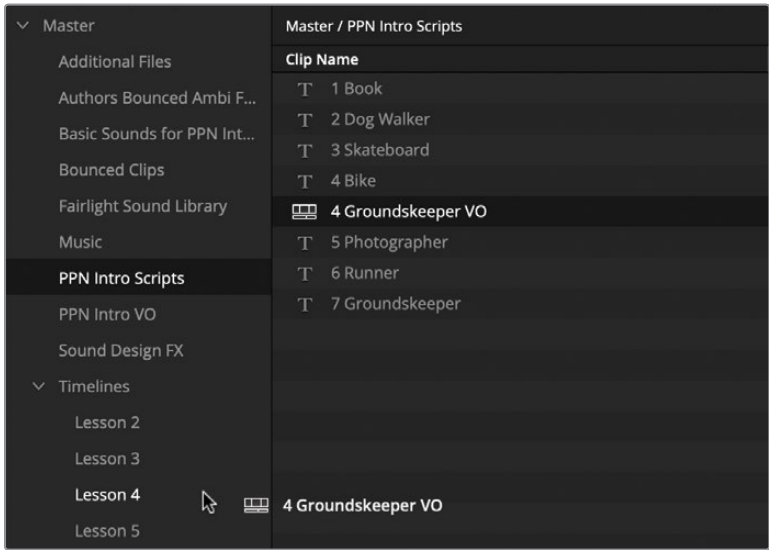 Master
Additional Files
Authors Bounced Ambi F...
Basic Sounds for PPN Int...
Bounced Clips
Fairlight Sound Library
Music
PPN Intro Scripts
PPN Intro VO
Sound Design FX
Timelines
Lesson 2
Lesson 3
Lesson 4
Lesson 5
Master / PPN Intro Scripts
Clip Name
T 1 Book
T 2 Dog Walker
T 3 Skateboard
T 4 Bike
4 Groundskeeper VO
T 5 Photographer
T 6 Runner
T 7 Groundskeeper
4 Groundskeeper VO